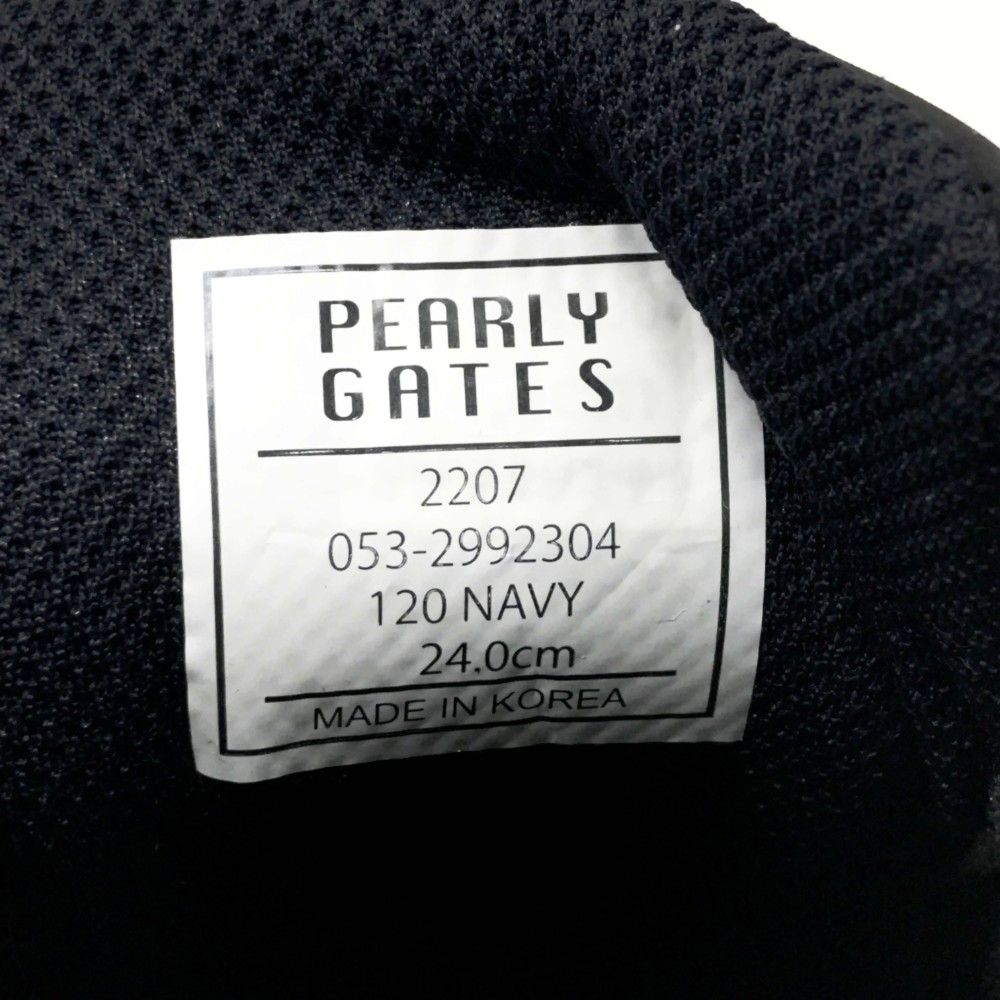 PEARLY
GATES
2207
053-2992304
120 NAVY
24.0cm
MADE IN KOREA